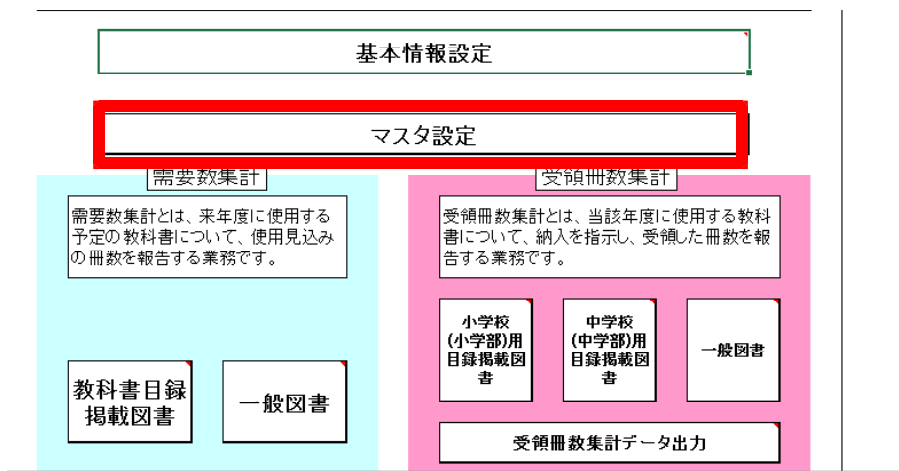 基本情報設定
マスタ設定
需要数集計
需要数集計とは、来年度に使用する
予定の教科書について、使用見込み
の冊数を報告する業務です。
教科書目録
掲載図書
一般図書
受領冊数集計
受領冊数集計とは、当該年度に使用する教科
書について、納入を指示し、受領した冊数を報
告する業務です。
小学校
(小学部)用
目録掲載図
書
中学校
(中学部)用
目録掲載図
書
一般図書
受領冊数集計データ出力